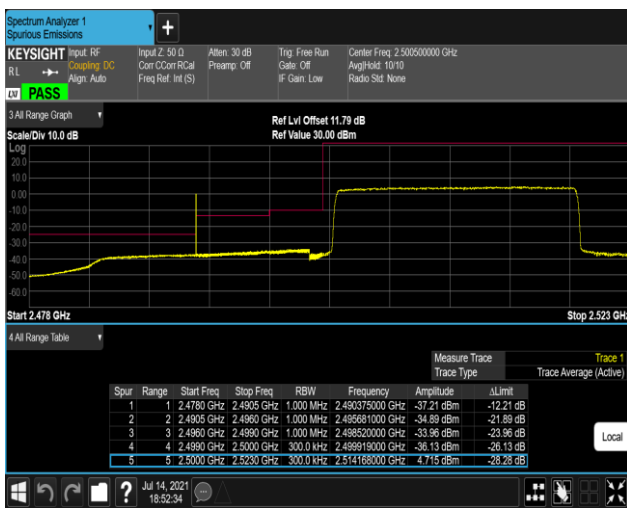 Spectrum Analyzer 1
Spurious Emissions
+
KEYSIGHT Input: RF Input Z: 50 Ω Atten: 30 dB Trig: Free Run Center Freq: 2.500500000 GHz
RL Coupling: DC Corr CCorr RCal Preamp: Off Gate: Off Avg|Hold: 10/10
Align: Auto Freq Ref: Int (S) IF Gain: Low Radio Std: None
LXI PASS
3 All Range Graph
Ref Lvl Offset 11.79 dB
Scale/Div 10.0 dB Ref Value 30.00 dBm
Log
20.0
10.0
0.00
-10.0
-20.0
-30.0
-40.0
-50.0
-60.0
Start 2.478 GHz Stop 2.523 GHz
4 All Range Table
Measure Trace Trace 1
Trace Type Trace Average (Active)
Spur Range Start Freq Stop Freq RBW Frequency Amplitude ΔLimit
1 1 2.4780 GHz 2.4905 GHz 1.000 MHz 2.490375000 GHz -37.21 dBm -12.21 dB
2 2 2.4905 GHz 2.4960 GHz 1.000 MHz 2.495681000 GHz -34.89 dBm -21.89 dB
3 3 2.4960 GHz 2.4990 GHz 1.000 MHz 2.498520000 GHz -33.96 dBm -23.96 dB
4 4 2.4990 GHz 2.5000 GHz 300.0 kHz 2.499919000 GHz -36.13 dBm -26.13 dB
5 5 2.5000 GHz 2.5230 GHz 300.0 kHz 2.514168000 GHz 4.715 dBm -28.28 dB
Local
? Jul 14, 2021
18:52:34